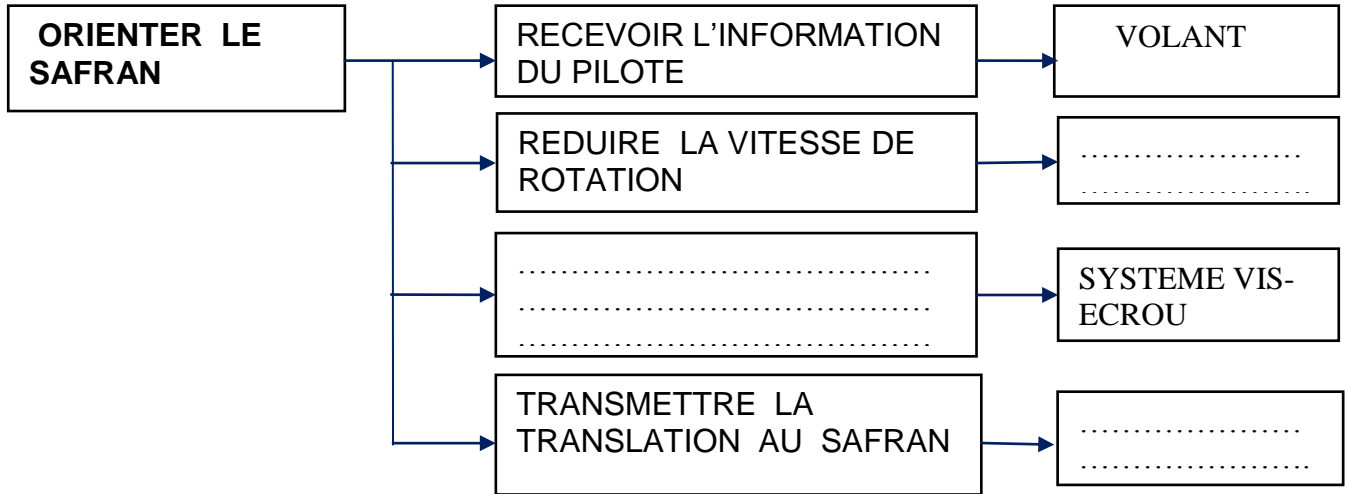 ORIENTER LE
SAFRAN
RECEVOIR L'INFORMATION
DU PILOTE
VOLANT
REDUIRE LA VITESSE DE
ROTATION
.....................
......................
.......................................
.......................................
.......................................
SYSTEME VIS-
ECROU
TRANSMETTRE LA
TRANSLATION AU SAFRAN
.....................
......................